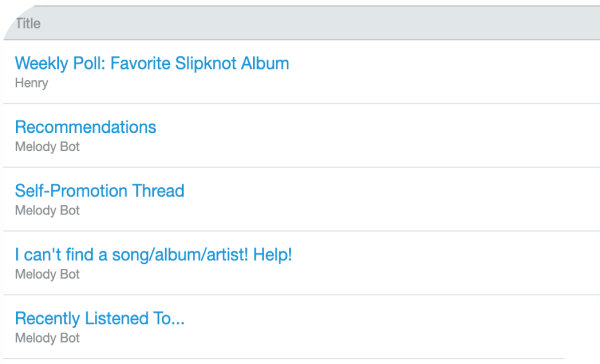 Title
Weekly Poll: Favorite Slipknot Album
Henry
Recommendations
Melody Bot
Self-Promotion Thread
Melody Bot
I can't find a song/album/artist! Help!
Melody Bot
Recently Listened To...
Melody Bot